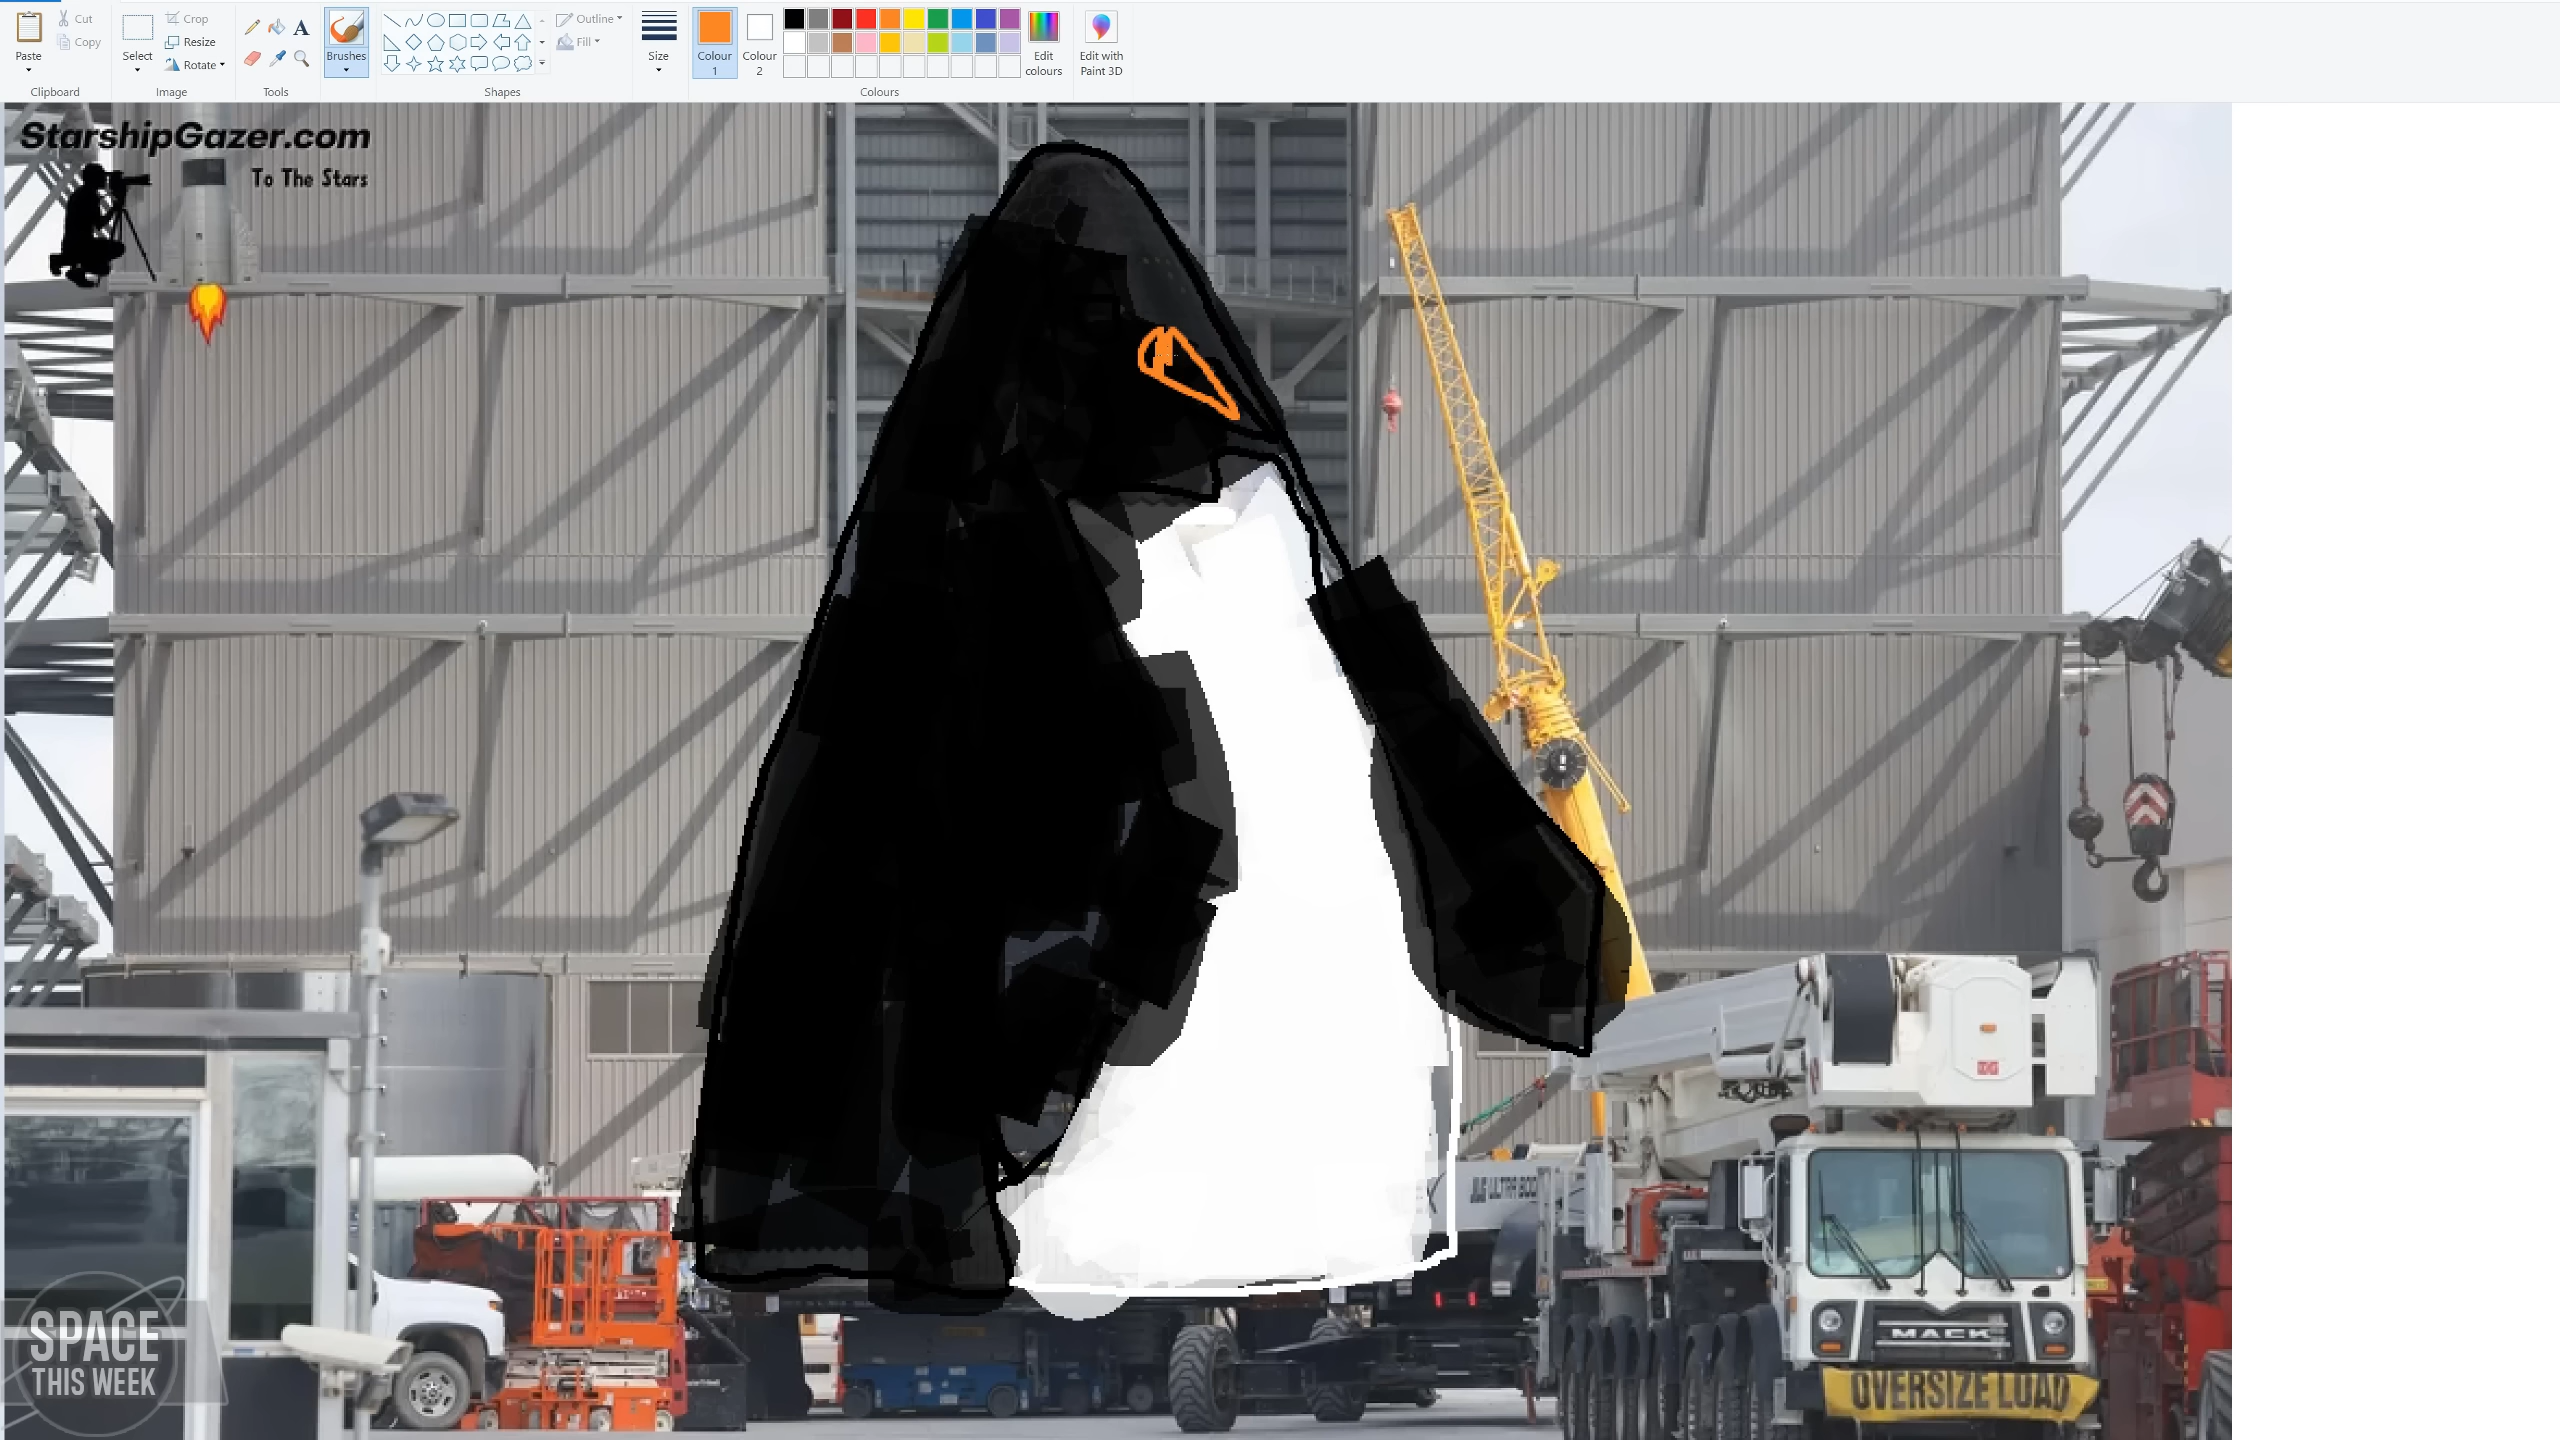 Paste
Cut
Copy
Clipboard
Select
Crop
Resize
Rotate
Image
A
Tools
Brushes
Shapes
Outline
Fill
Size
Colour
1
Colour
2
Edit
colours
Colours
Edit with
Paint 3D
StarshipGazer.com
To The Stars
SPACE
THIS WEEK
MACK
OVERSIZE LOAD